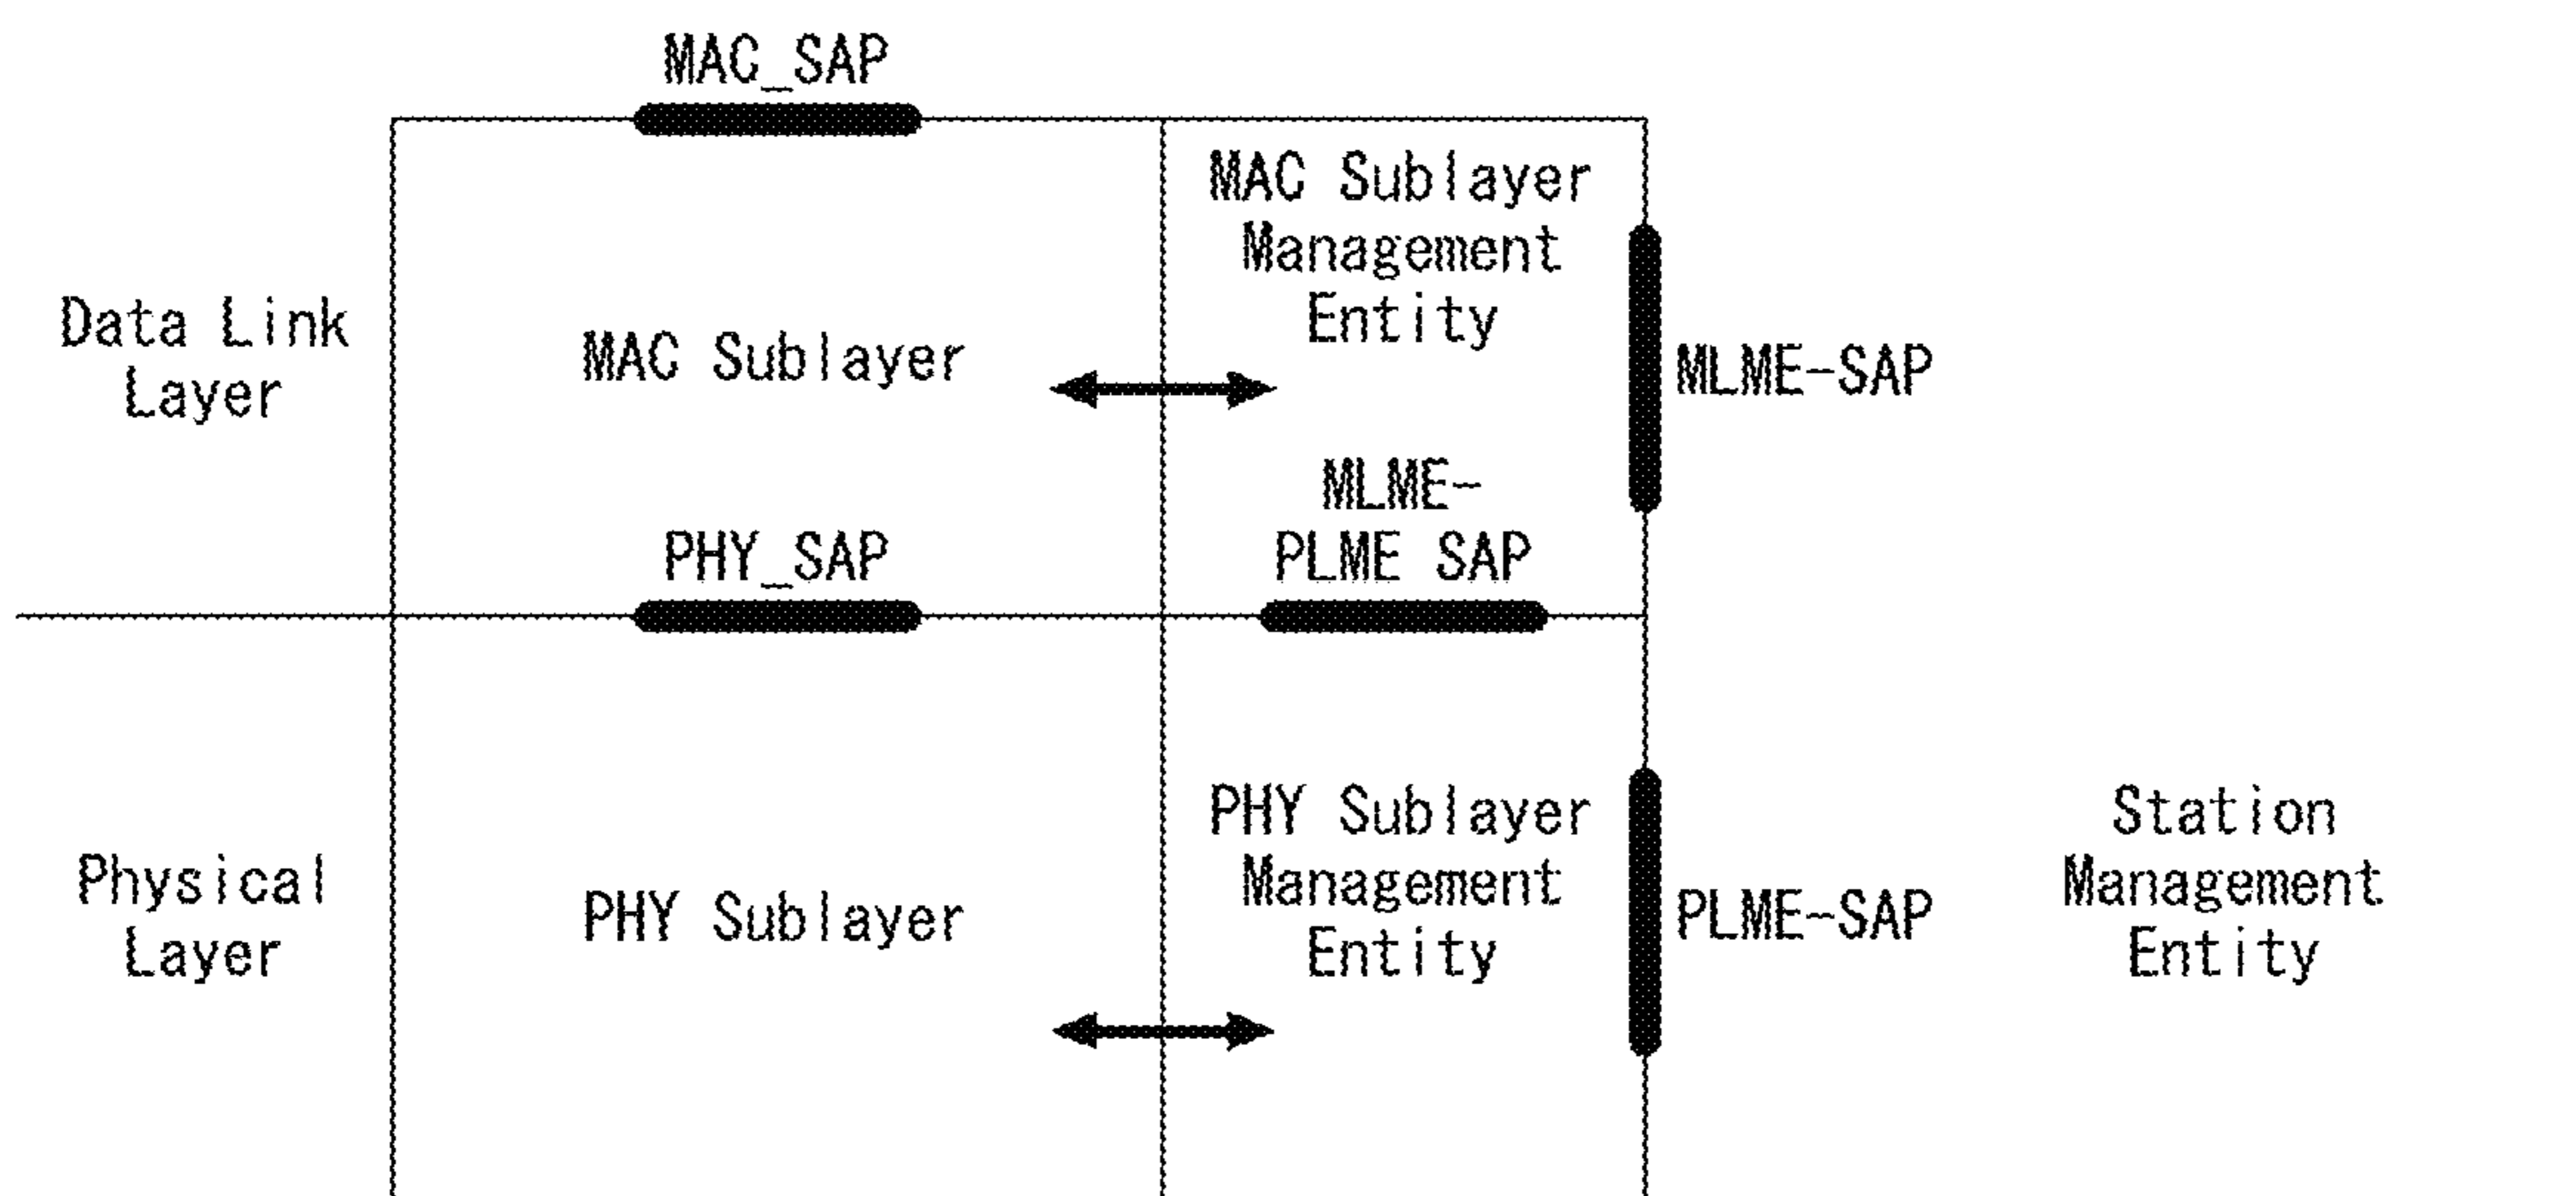 MAC_SAP
MAC Sublayer
Management
Entity
Data Link
Layer
MAC Sublayer
MLME-SAP
MLME-
PLME SAP
PHY_SAP
Physical
Layer
PHY Sublayer
PHY Sublayer
Management
Entity
PLME-SAP
Station
Management
Entity